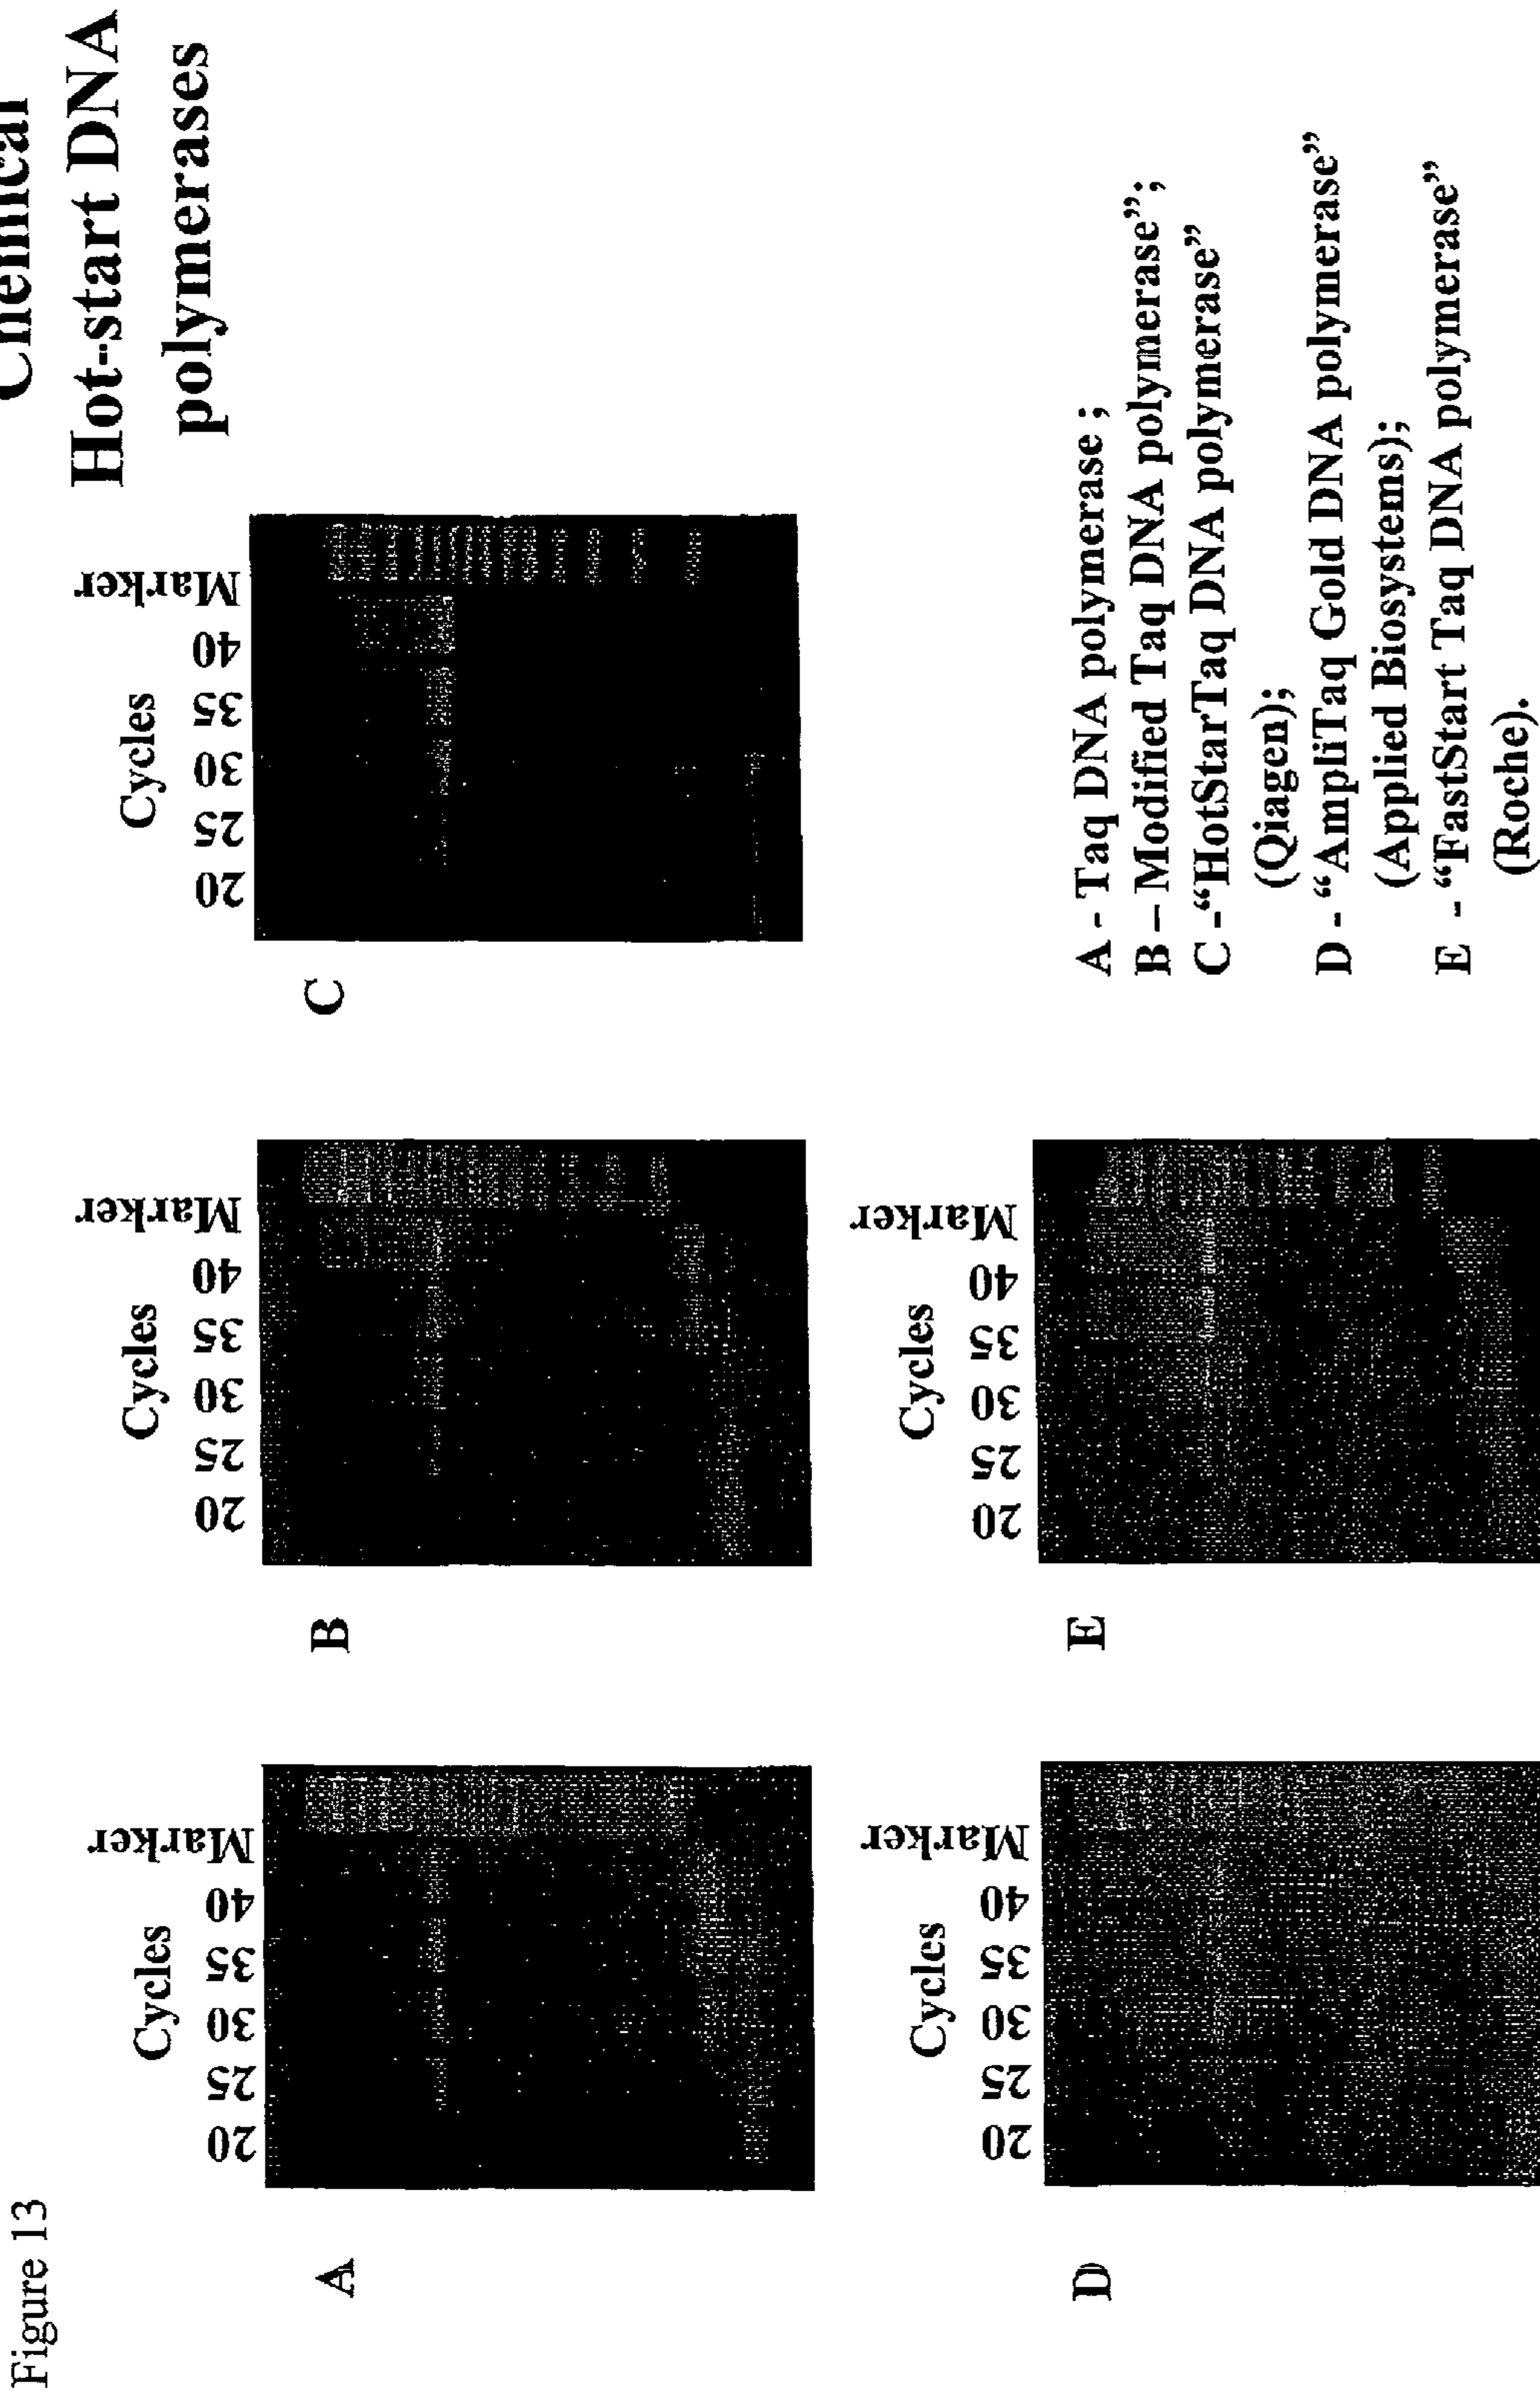 Figure 13
Chemical
Hot-start DNA
polymerases
A
Cycles
20 25 30 35 40 Marker
B
Cycles
20 25 30 35 40 Marker
C
Cycles
20 25 30 35 40 Marker
D
Cycles
20 25 30 35 40 Marker
E
Cycles
20 25 30 35 40 Marker
A - Taq DNA polymerase ;
B – Modified Taq DNA polymerase”;
C -“HotStarTaq DNA polymerase”
(Qiagen);
D - “AmpliTaq Gold DNA polymerase”
(Applied Biosystems);
E - “FastStart Taq DNA polymerase”
(Roche).